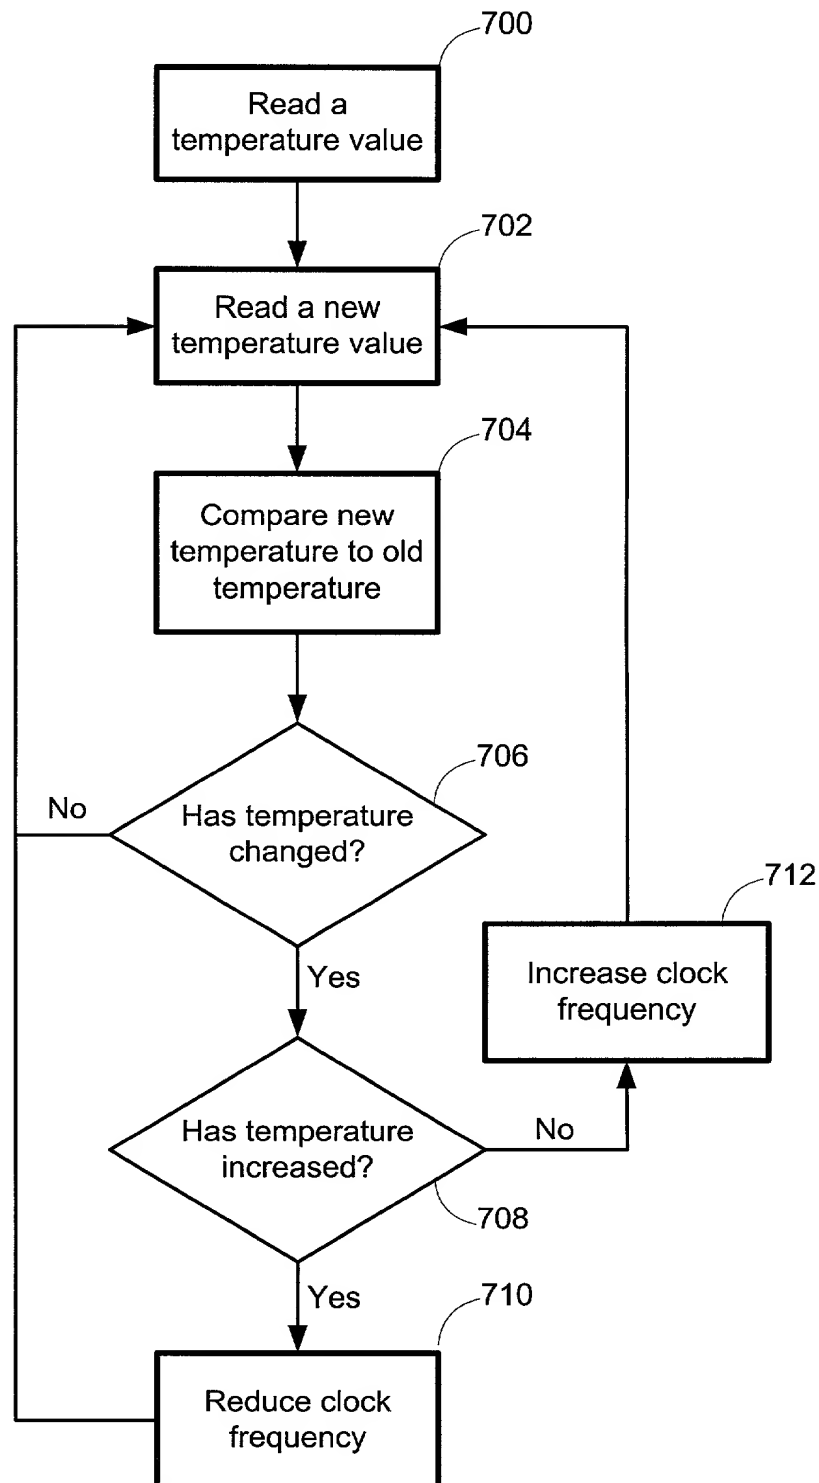 700
Read a
temperature value
702
Read a new
temperature value
704
Compare new
temperature to old
temperature
706
Has temperature
changed?
No
Yes
712
Increase clock
frequency
Has temperature
increased?
No
708
Yes
710
Reduce clock
frequency